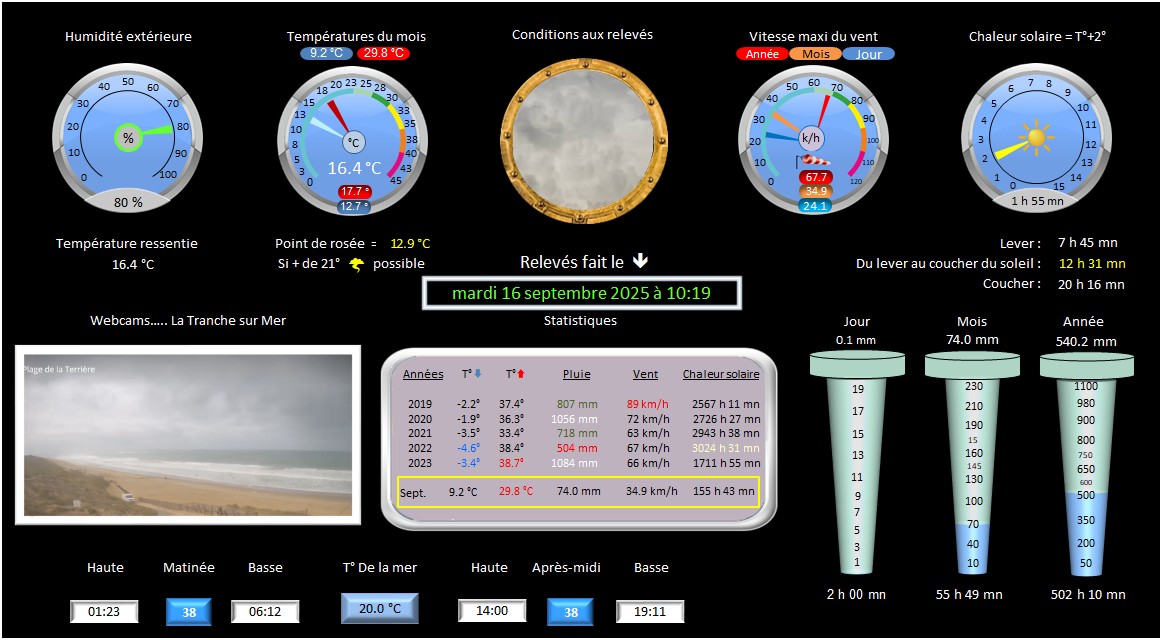 Humidité extérieure
Températures du mois
Conditions aux relevés
Vitesse maxi du vent
Chaleur solaire = T°+2°
9.2 °C 29.8 °C
Année Mois Jour
0 10 20 30 40 50 60 70 80 90 100
%
80 %
0 3 5 8 10 13 15 18 20 23 25 28 30 33 35 38 40 43 45
°C
16.4 °C
17.7 °
12.7 °
0 10 20 30 40 50 60 70 80 90 100 110 120
k/h
67.7
34.9
24.1
0 1 2 3 4 5 6 7 8 9 10 11 12 13 14 15
1 h 55 mn
Température ressentie
16.4 °C
Point de rosée = 12.9 °C
Si + de 21° possible
Relevés fait le
mardi 16 septembre 2025 à 10:19
Lever : 7 h 45 mn
Du lever au coucher du soleil : 12 h 31 mn
Coucher : 20 h 16 mn
Webcams..... La Tranche sur Mer
Plage de la Terrière
Statistiques
Années T° T° Pluie Vent Chaleur solaire
2019 -2.2° 37.4° 807 mm 89 km/h 2567 h 11 mn
2020 -1.9° 36.3° 1056 mm 72 km/h 2726 h 27 mn
2021 -3.5° 33.4° 718 mm 63 km/h 2943 h 38 mn
2022 -4.6° 38.4° 504 mm 67 km/h 3024 h 31 mn
2023 -3.4° 38.7° 1084 mm 66 km/h 1711 h 55 mn
Sept. 9.2 °C 29.8 °C 74.0 mm 34.9 km/h 155 h 43 mn
Jour
0.1 mm
19
17
15
13
11
9
7
5
3
1
2 h 00 mn
Mois
74.0 mm
230
210
190
15
160
145
130
100
70
40
10
55 h 49 mn
Année
540.2 mm
1100
980
900
800
750
650
600
500
350
200
50
502 h 10 mn
Haute Matinée Basse
01:23 38 06:12
T° De la mer
20.0 °C
Haute Après-midi Basse
14:00 38 19:11